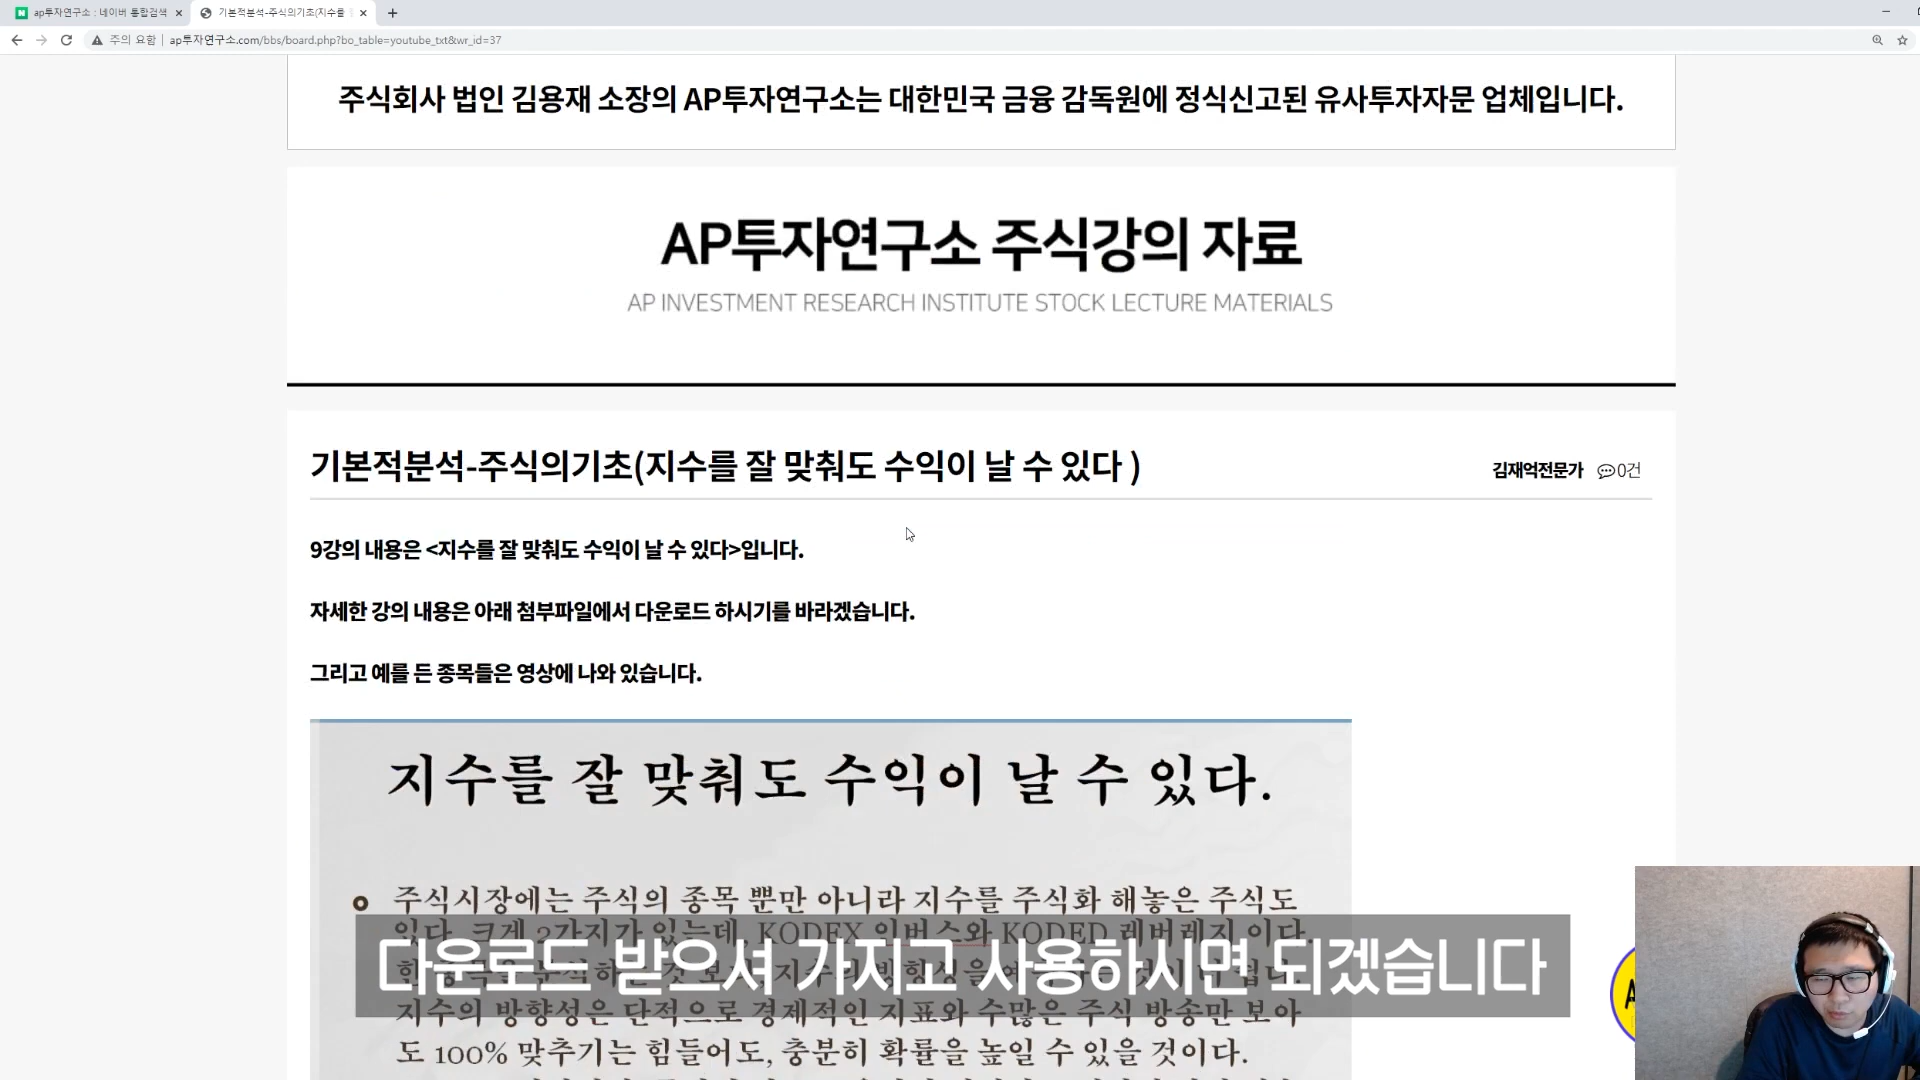 ap투자연구소 : 네이버 통합검색
기본적분석-주식의기초(지수를
주의 요함 | ap투자연구소.com/bbs/board.php?bo_table=youtube_txt&wr_id=37
주식회사 법인 김용재 소장의 AP투자연구소는 대한민국 금융 감독원에 정식신고된 유사투자자문 업체입니다.
AP투자연구소 주식강의 자료
AP INVESTMENT RESEARCH INSTITUTE STOCK LECTURE MATERIALS
기본적분석-주식의기초(지수를 잘 맞춰도 수익이 날 수 있다 )
김재억전문가 0건
9강의 내용은 <지수를 잘 맞춰도 수익이 날 수 있다>입니다.
자세한 강의 내용은 아래 첨부파일에서 다운로드 하시기를 바라겠습니다.
그리고 예를 든 종목들은 영상에 나와 있습니다.
지수를 잘 맞춰도 수익이 날 수 있다.
주식시장에는 주식의 종목 뿐만 아니라 지수를 주식화 해놓은 주식도
있다. 크게 2가지가 있는데, KODEX 인버스와 KODED 레버레지 이다.
다운로드 받으셔 가지고 사용하시면 되겠습니다
지수의 방향성은 단적으로 경제적인 지표와 수많은 주식 방송만 보아
도 100% 맞추기는 힘들어도, 충분히 확률을 높일 수 있을 것이다.